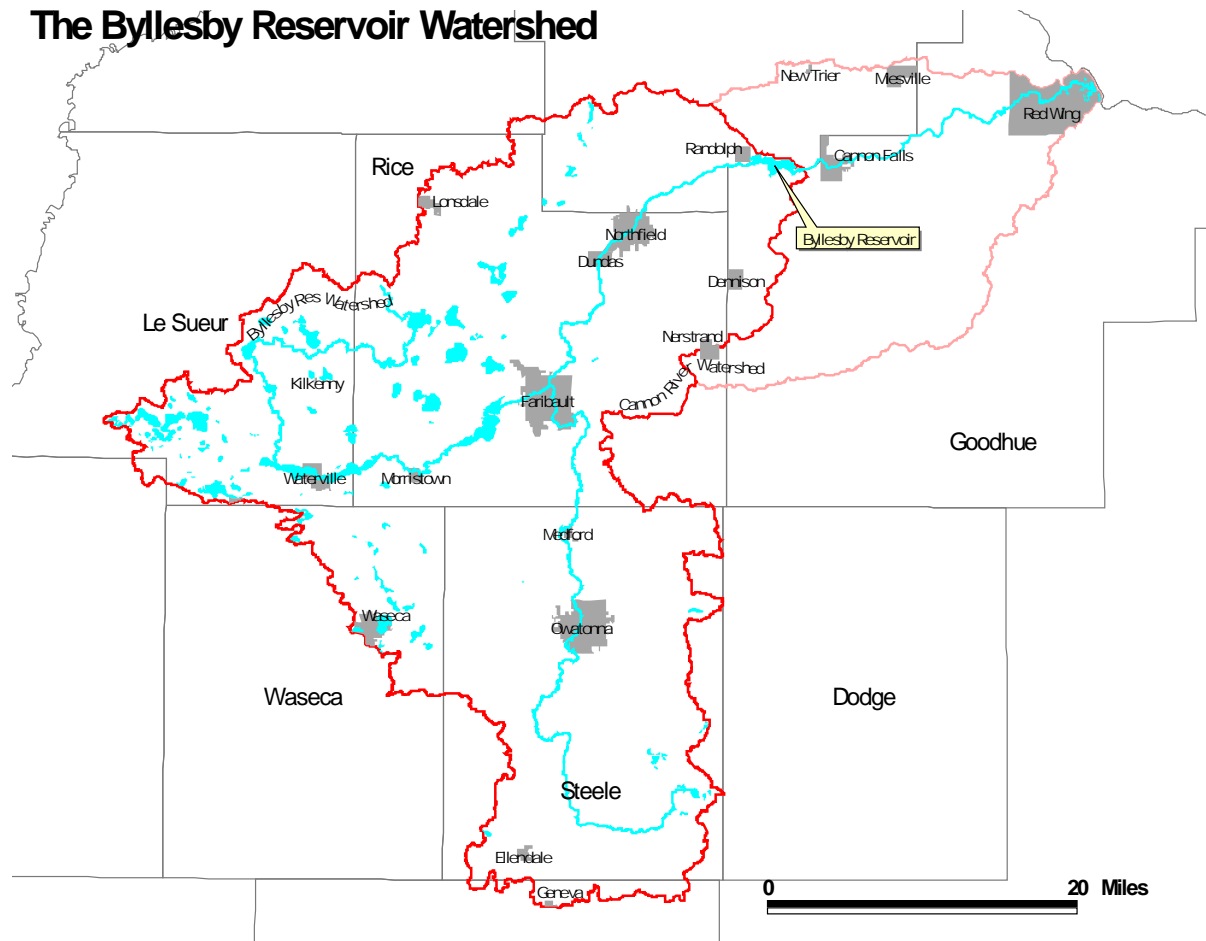 The Byllesby Reservoir Watershed
New Trier
Miesville
Red Wing
Randolph
Cannon Falls
Rice
Lonsdale
Northfield
Byllesby Reservoir
Dundas
Dennison
Byllesby Res Watershed
Le Sueur
Nerstrand
Kilkenny
Cannon River Watershed
Faribault
Goodhue
Waterville
Morristown
Medford
Waseca
Owatonna
Waseca
Dodge
Steele
Ellendale
Geneva
0 20 Miles